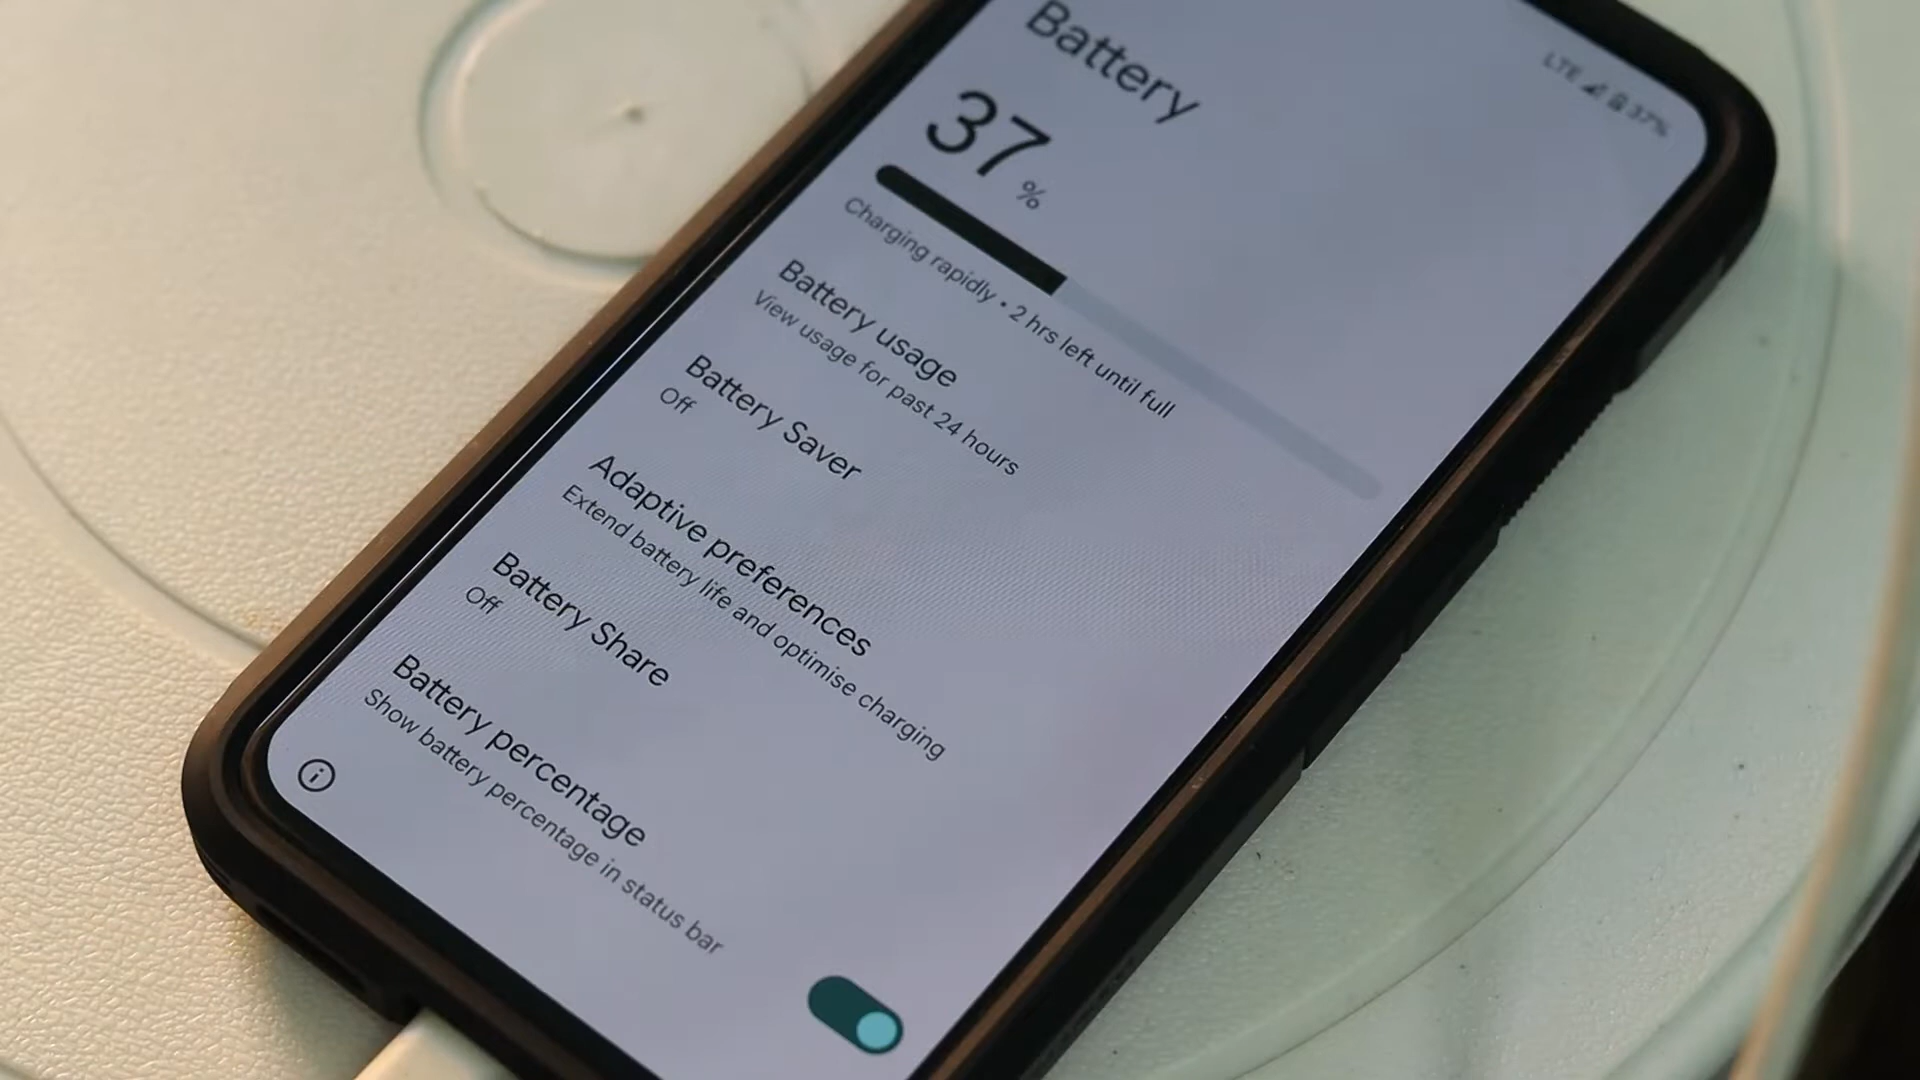 LTE 37%
Battery
37 %
Charging rapidly • 2 hrs left until full
Battery usage
View usage for past 24 hours
Battery Saver
Off
Adaptive preferences
Extend battery life and optimise charging
Battery Share
Off
Battery percentage
Show battery percentage in status bar